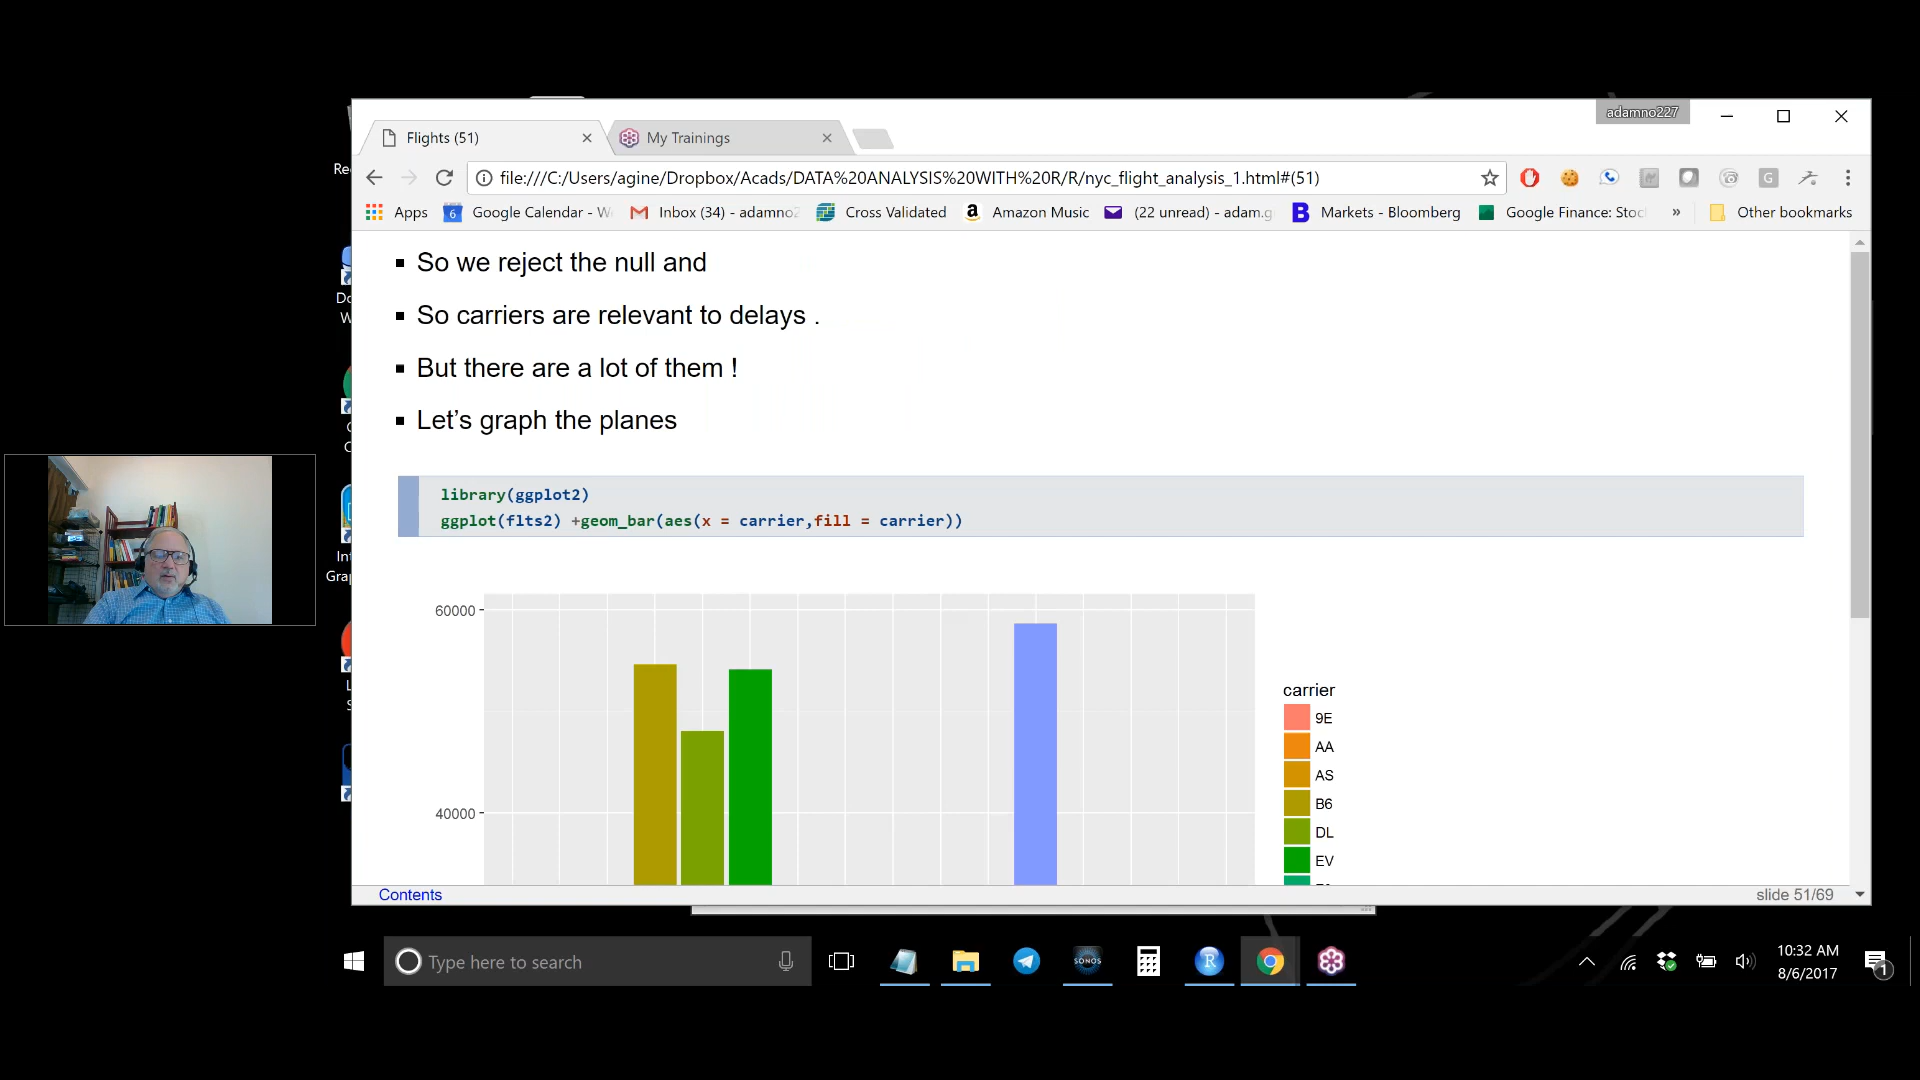 adamno227
Flights (51)
My Trainings
file:///C:/Users/agine/Dropbox/Acads/DATA%20ANALYSIS%20WITH%20R/R/nyc_flight_analysis_1.html#(51)
Apps
6
Google Calendar - W
Inbox (34) - adamno2
Cross Validated
Amazon Music
(22 unread) - adam.g
Markets - Bloomberg
Google Finance: Stoc
»
Other bookmarks
So we reject the null and
So carriers are relevant to delays .
But there are a lot of them !
Let's graph the planes
library(ggplot2)
ggplot(flts2) +geom_bar(aes(x = carrier,fill = carrier))
60000
40000
carrier
9E
AA
AS
B6
DL
EV
Contents
slide 51/69
Type here to search
SONOS
R
10:32 AM
8/6/2017
1